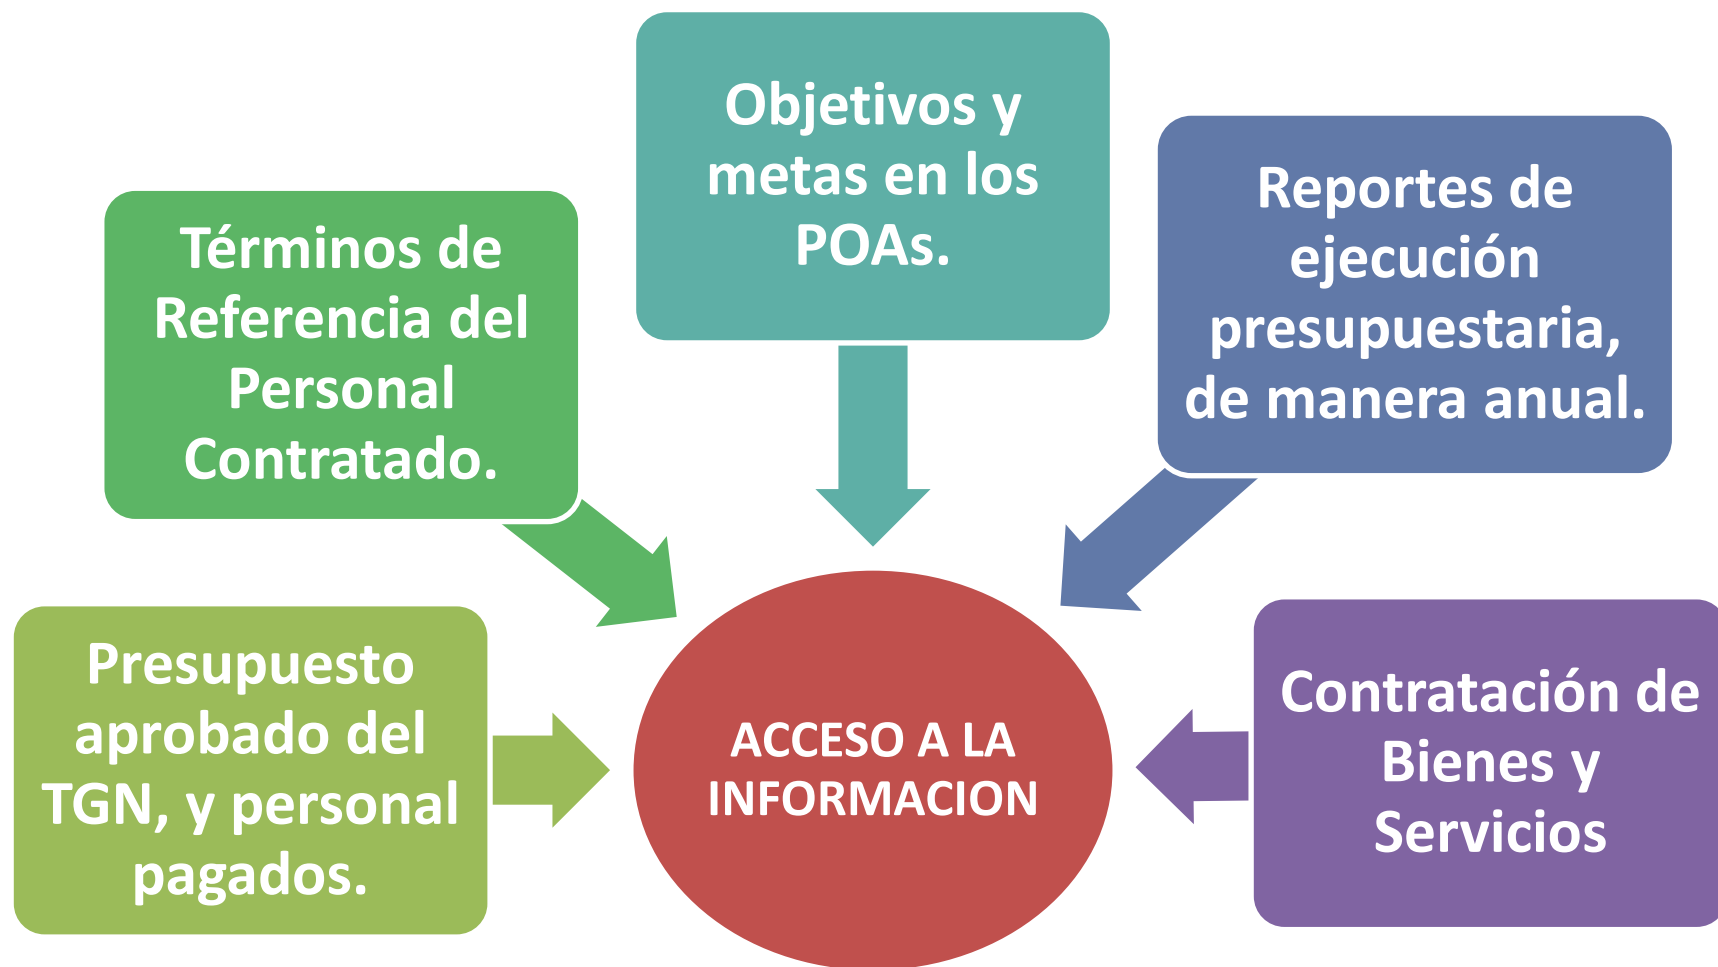 Objetivos y
metas en los
POAs.
Reportes de
ejecución
presupuestaria,
de manera anual.
Términos de
Referencia del
Personal
Contratado.
Presupuesto
aprobado del
TGN, y personal
pagados.
ACCESO A LA
INFORMACION
Contratación de
Bienes y
Servicios